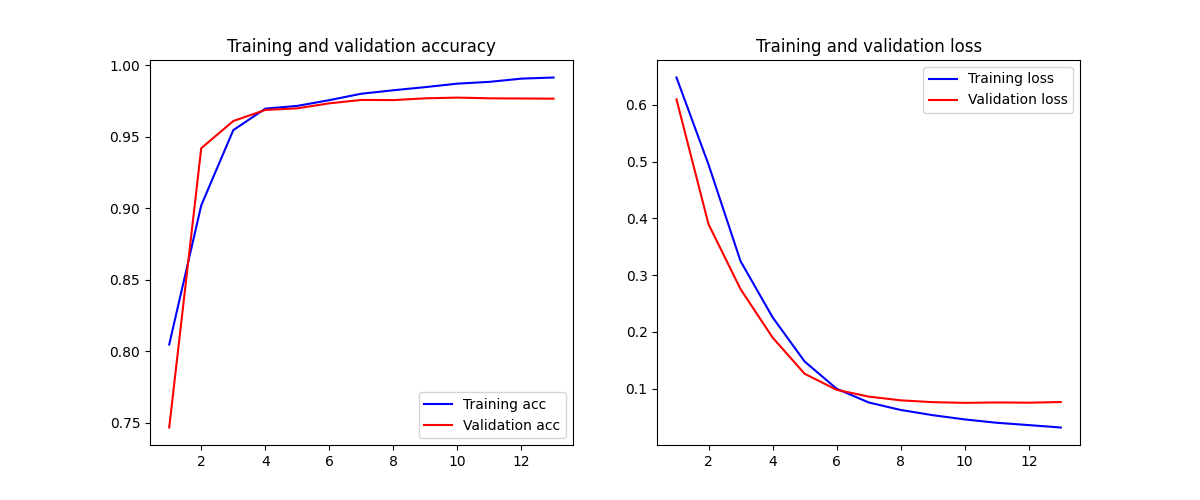 Training and validation accuracy
1.00
0.95
0.90
0.85
0.80
0.75
2 4 6 8 10 12
Training acc
Validation acc
Training and validation loss
0.6
0.5
0.4
0.3
0.2
0.1
2 4 6 8 10 12
Training loss
Validation loss